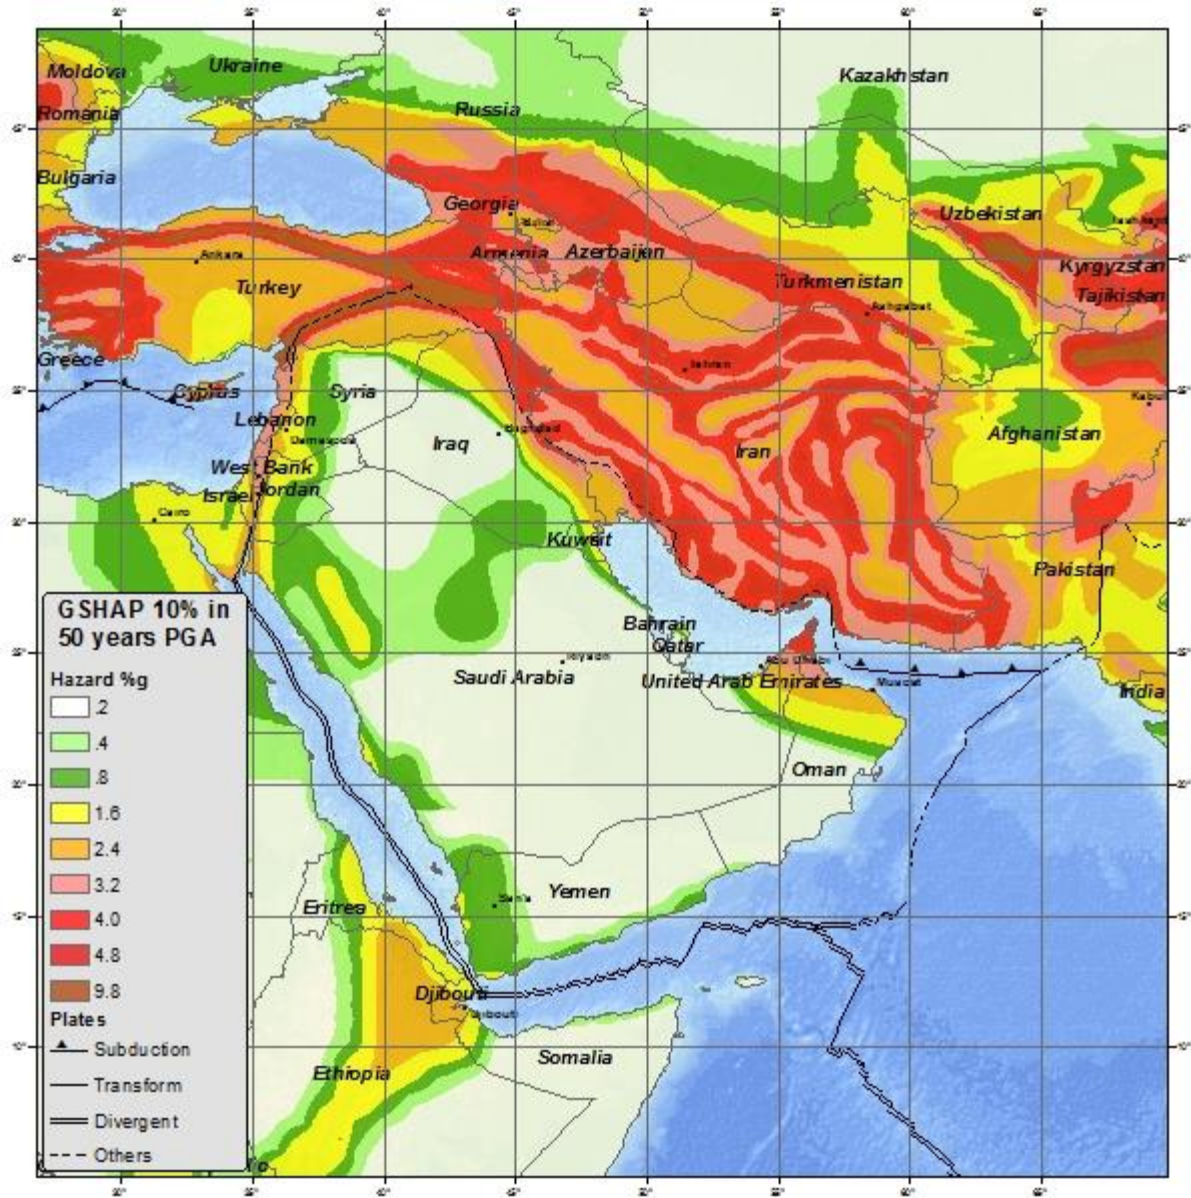 Moldova
Ukraine
Kazakhstan
Romania
Russia
Bulgaria
Georgia
Uzbekistan
Ankara
Armenia
Azerbaijan
Kyrgyzstan
Turkey
Turkmenistan
Tajikistan
Ashgabat
Greece
Tehran
Cyprus
Syria
Lebanon
Baghdad
Damascus
Iraq
Iran
Afghanistan
West Bank
Israel
Jordan
Cairo
Kuwait
Pakistan
Bahrain
Qatar
Riyadh
Abu Dhabi
Saudi Arabia
United Arab Emirates
Muscat
India
Oman
Yemen
San'a
Eritrea
Djibouti
Djibouti
Somalia
Ethiopia
GSHAP 10% in
50 years PGA
Hazard %g
.2
.4
.8
1.6
2.4
3.2
4.0
4.8
9.8
Plates
Subduction
Transform
Divergent
Others